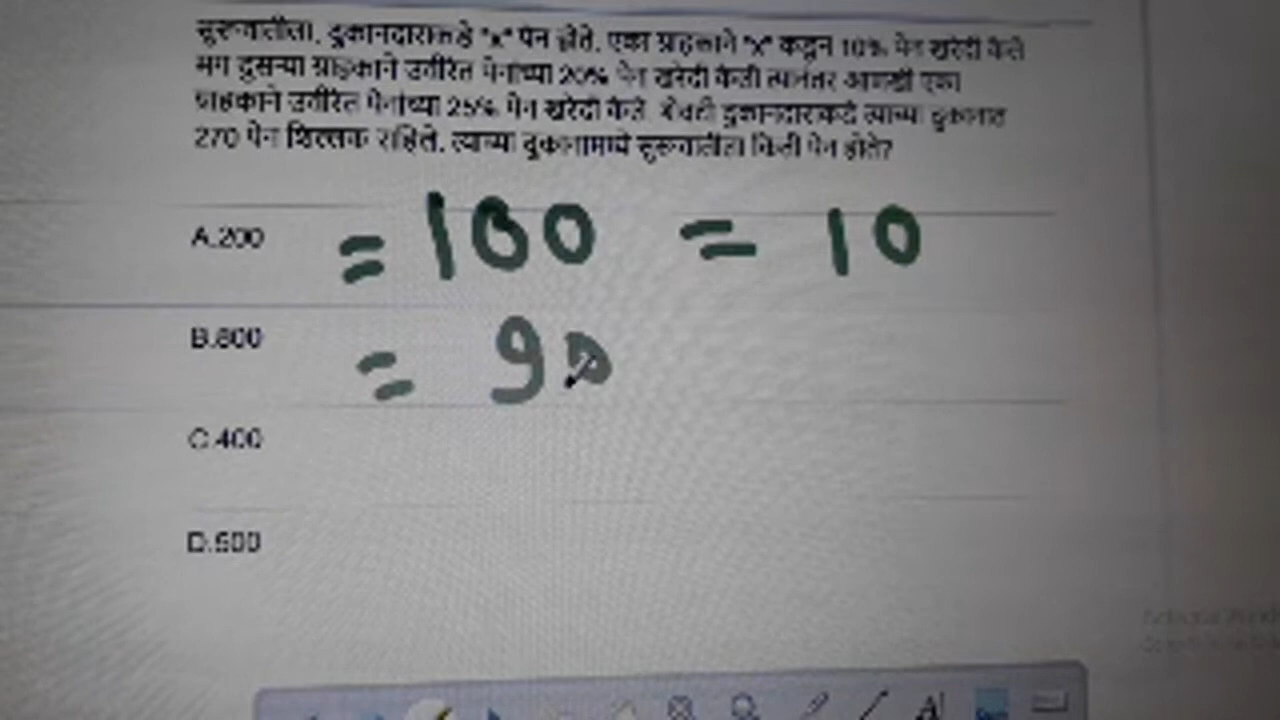 सुरुवातीला, दुकानदाराकडे "x" पेन होते. एका ग्राहकाने "x" कडून 10% पेन खरेदी केले
मग दुसऱ्या ग्राहकाने उर्वरित पेनांच्या 20% पेन खरेदी केली त्यानंतर आणखी एका
ग्राहकाने उर्वरित पेनांच्या 25% पेन खरेदी केले. शेवटी दुकानदाराकडे त्याच्या दुकानात
270 पेन शिल्लक राहिले. त्याच्या दुकानामध्ये सुरुवातीला किती पेन होते?
A.200 = 100 = 10
B.800 = 90
C.400
D.500